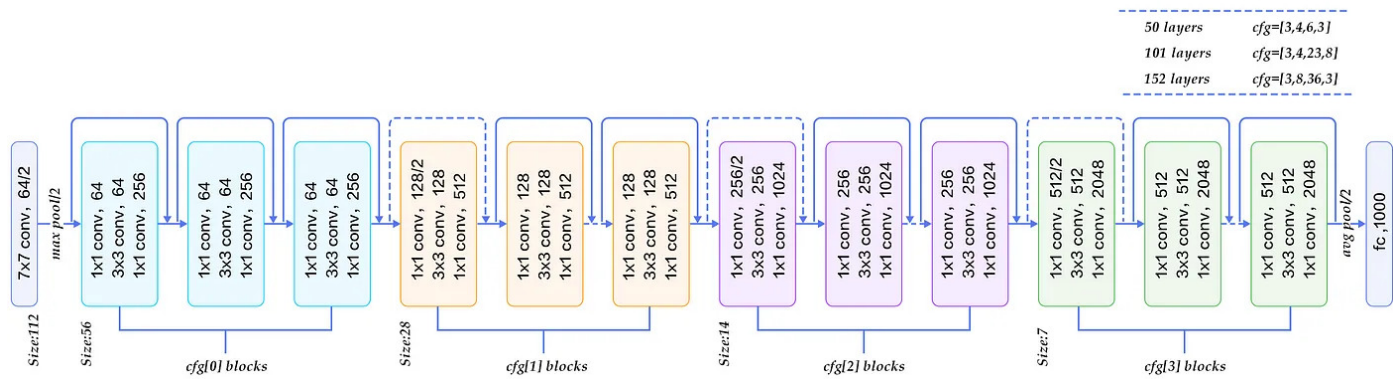 50 layers cfg=[3,4,6,3]
101 layers cfg=[3,4,23,8]
152 layers cfg=[3,8,36,3]
7x7 conv, 64/2
max pool/2
1x1 conv, 64
3x3 conv, 64
1x1 conv, 256
1x1 conv, 64
3x3 conv, 64
1x1 conv, 256
1x1 conv, 64
3x3 conv, 64
1x1 conv, 256
1x1 conv, 128/2
3x3 conv, 128
1x1 conv, 512
1x1 conv, 128
3x3 conv, 128
1x1 conv, 512
1x1 conv, 128
3x3 conv, 128
1x1 conv, 512
1x1 conv, 256/2
3x3 conv, 256
1x1 conv, 1024
1x1 conv, 256
3x3 conv, 256
1x1 conv, 1024
1x1 conv, 256
3x3 conv, 256
1x1 conv, 1024
1x1 conv, 512/2
3x3 conv, 512
1x1 conv, 2048
1x1 conv, 512
3x3 conv, 512
1x1 conv, 2048
1x1 conv, 512
3x3 conv, 512
1x1 conv, 2048
avg pool/2
fc ,1000
Size:112
Size:56
Size:28
Size:14
Size:7
cfg[0] blocks
cfg[1] blocks
cfg[2] blocks
cfg[3] blocks